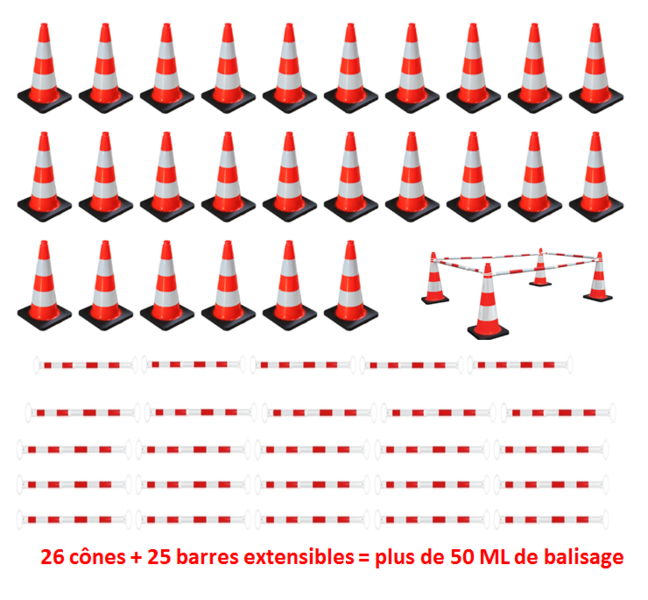 26 cônes + 25 barres extensibles = plus de 50 ML de balisage